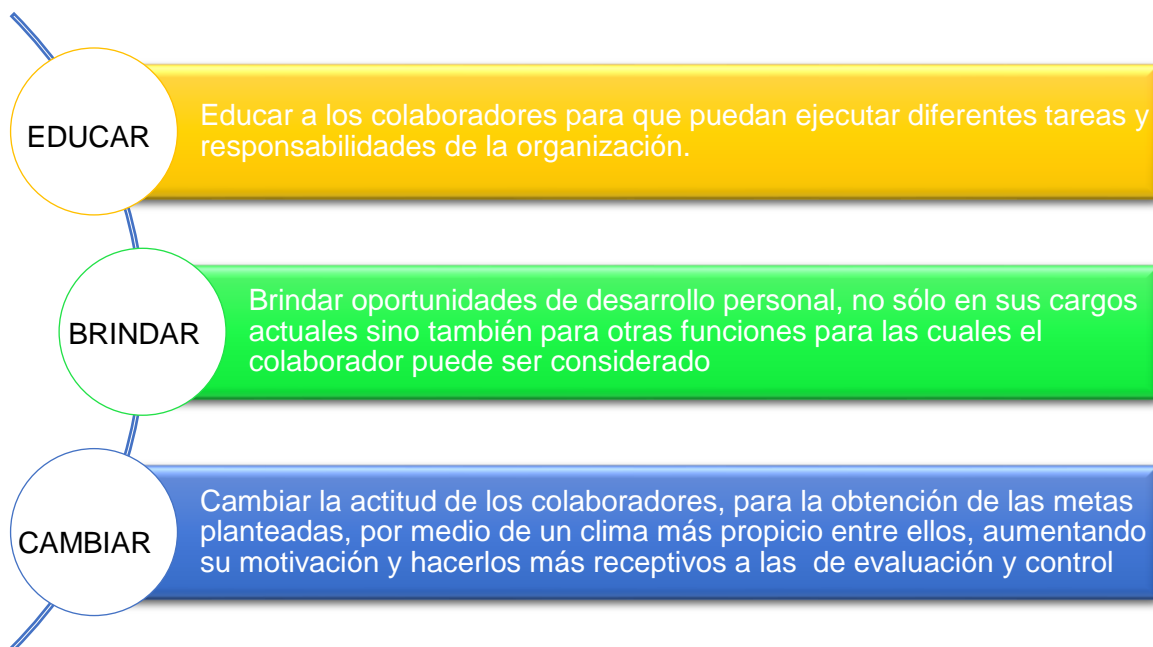 EDUCAR
Educar a los colaboradores para que puedan ejecutar diferentes tareas y
responsabilidades de la organización.
BRINDAR
Brindar oportunidades de desarrollo personal, no sólo en sus cargos
actuales sino también para otras funciones para las cuales el
colaborador puede ser considerado
CAMBIAR
Cambiar la actitud de los colaboradores, para la obtención de las metas
planteadas, por medio de un clima más propicio entre ellos, aumentando
su motivación y hacerlos más receptivos a las  de evaluación y control